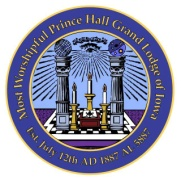 Most Worshipful Prince Hall Grand Lodge of Iowa
Est. July 12th AD 1887 AL 5887